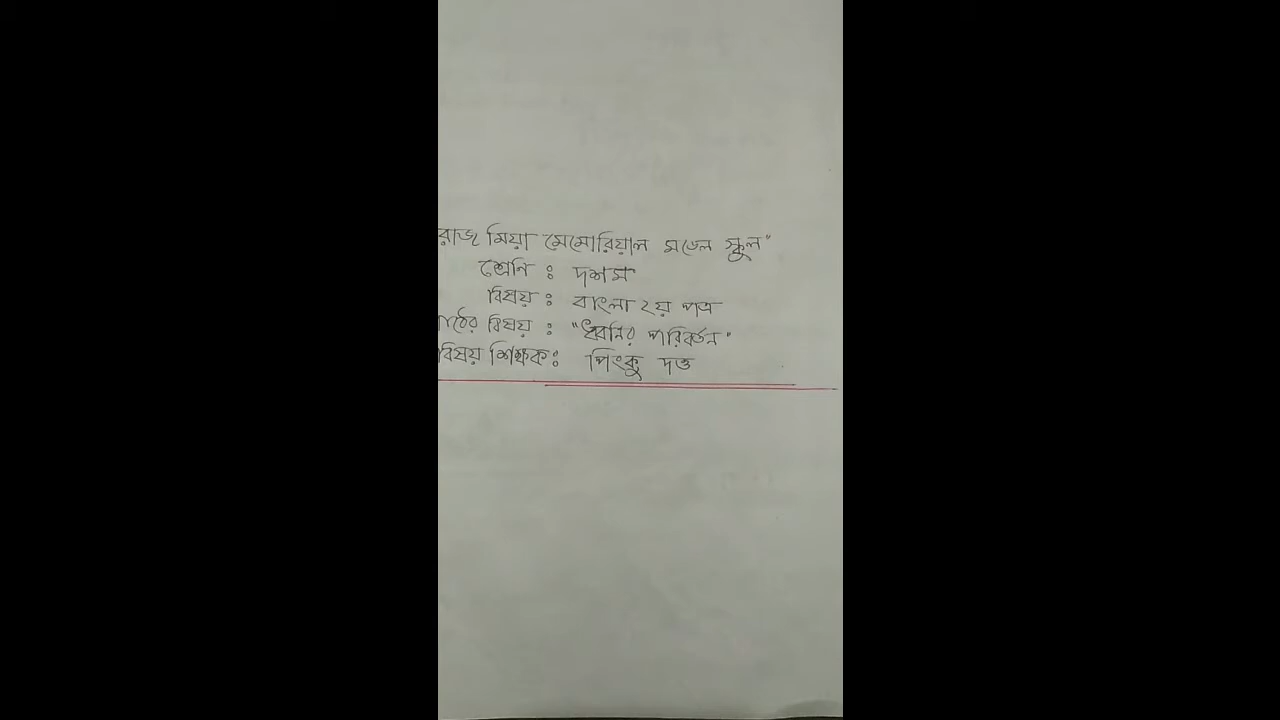 রাজ মিয়া মেমোরিয়াল মডেল স্কুল"
শ্রেণি : দশম
বিষয় : বাংলা ২য় পত্র
বিষয় : "ধ্বনির পরিবর্তন"
বিষয় শিক্ষক : পিংকু দত্ত